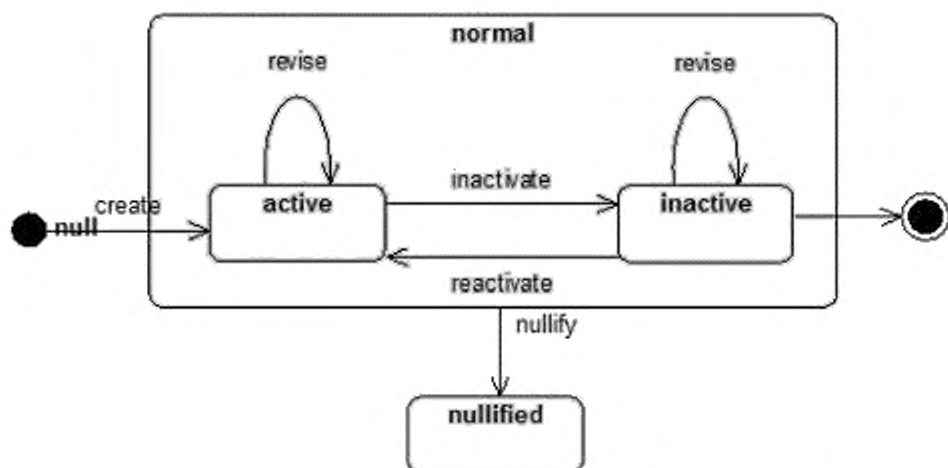 normal
revise
revise
create
null
active
inactivate
inactive
reactivate
nullify
nullified